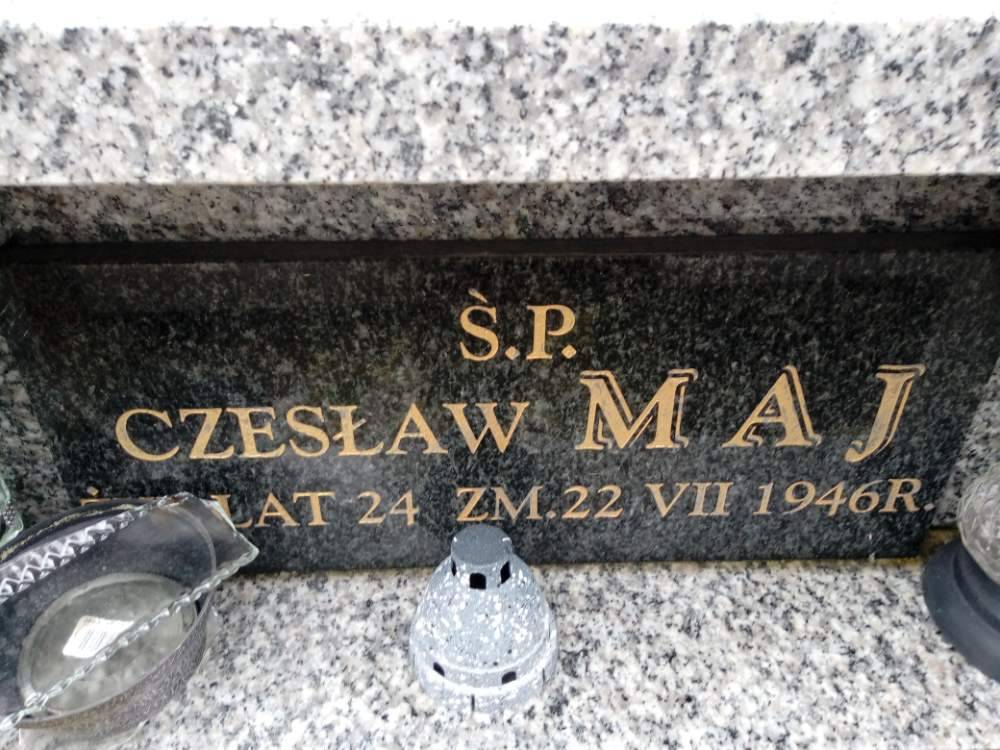 Ś.P.
CZESŁAW MAJ
LAT 24 ZM.22 VII 1946R.